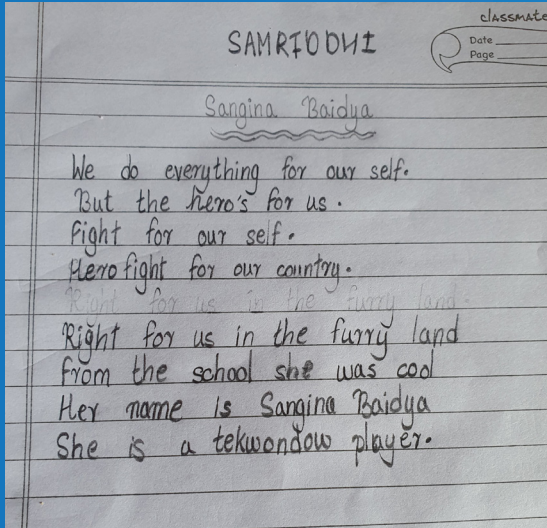 classmate
Date
Page
SAMRIDDHI
Sangina Baidya
We do everything for our self.
But the hero's for us.
Fight for our self.
Hero fight for our country.
Right for us in the furry land.
Right for us in the furry land
from the school she was cool
Her name is Sangina Baidya
She is a tekwondow player.